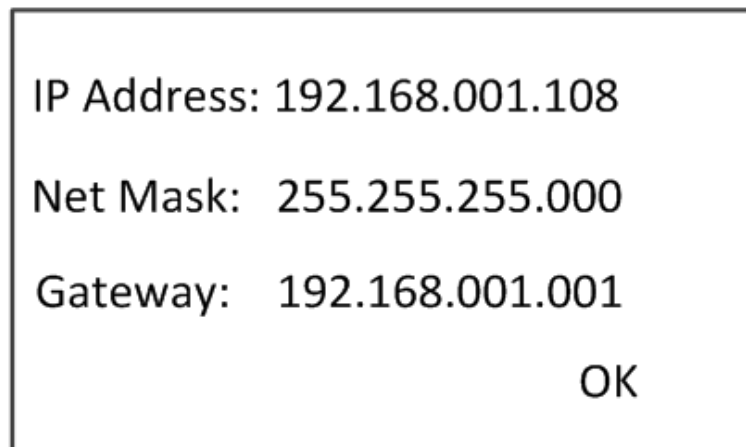 IP Address: 192.168.001.108
Net Mask: 255.255.255.000
Gateway: 192.168.001.001
OK